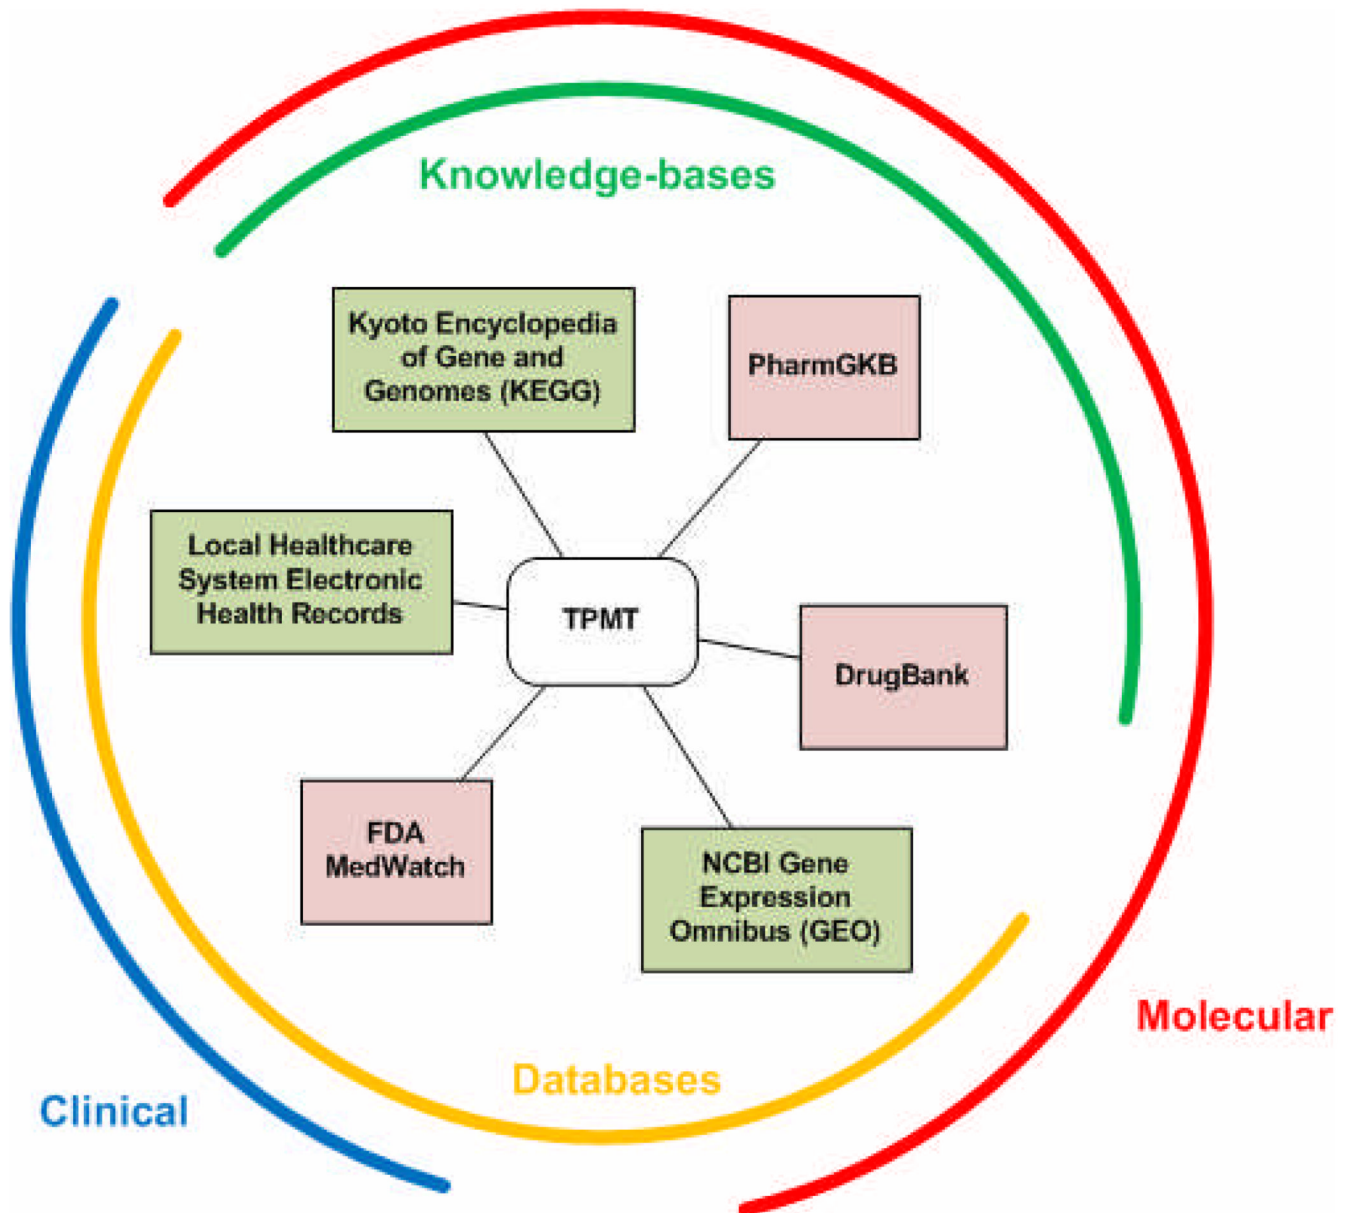 Knowledge-bases
Kyoto Encyclopedia
of Gene and
Genomes (KEGG)
PharmGKB
Local Healthcare
System Electronic
Health Records
TPMT
DrugBank
FDA
MedWatch
NCBI Gene
Expression
Omnibus (GEO)
Molecular
Databases
Clinical